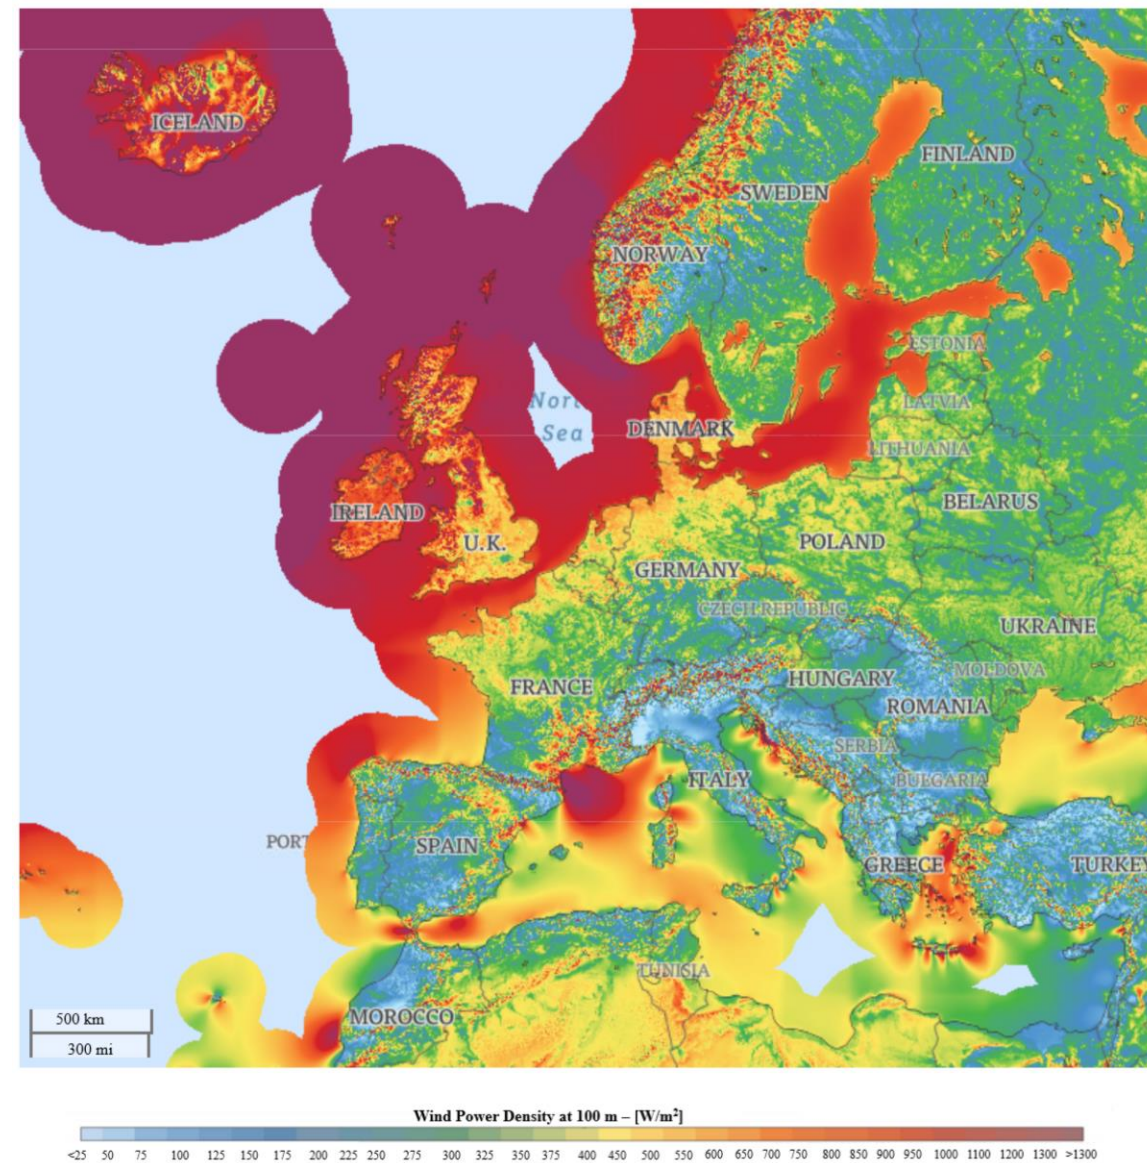 ICELAND
FINLAND
SWEDEN
NORWAY
ESTONIA
Nort
Sea
LATVIA
DENMARK
LITHUANIA
BELARUS
IRELAND
U.K.
POLAND
GERMANY
CZECH REPUBLIC
UKRAINE
MOLDOVA
HUNGARY
FRANCE
ROMANIA
SERBIA
ITALY
BULGARIA
PORT
SPAIN
GREECE
TURKEY
TUNISIA
MOROCCO
500 km
300 mi
Wind Power Density at 100 m – [W/m²]
<25 50 75 100 125 150 175 200 225 250 275 300 325 350 375 400 450 500 550 600 650 700 750 800 850 900 950 1000 1100 1200 1300 >1300